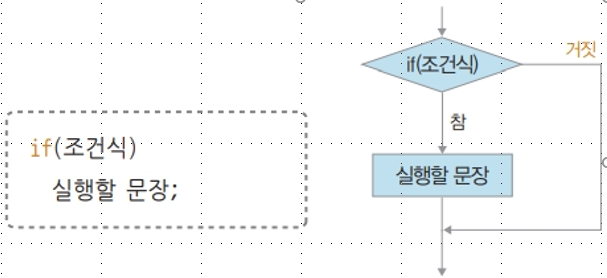 if(조건식)
실행할 문장;
if(조건식)
거짓
참
실행할 문장